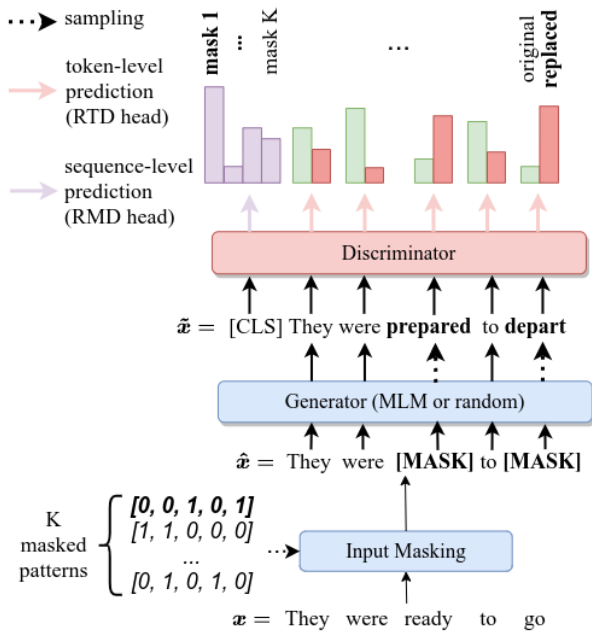 sampling
token-level
prediction
(RTD head)
sequence-level
prediction
(RMD head)
mask 1
...
mask K
...
original
replaced
Discriminator
x̃ = [CLS] They were prepared to depart
Generator (MLM or random)
x̂ = They were [MASK] to [MASK]
K
masked
patterns
[0, 0, 1, 0, 1]
[1, 1, 0, 0, 0]
...
[0, 1, 0, 1, 0]
Input Masking
x = They were ready to go